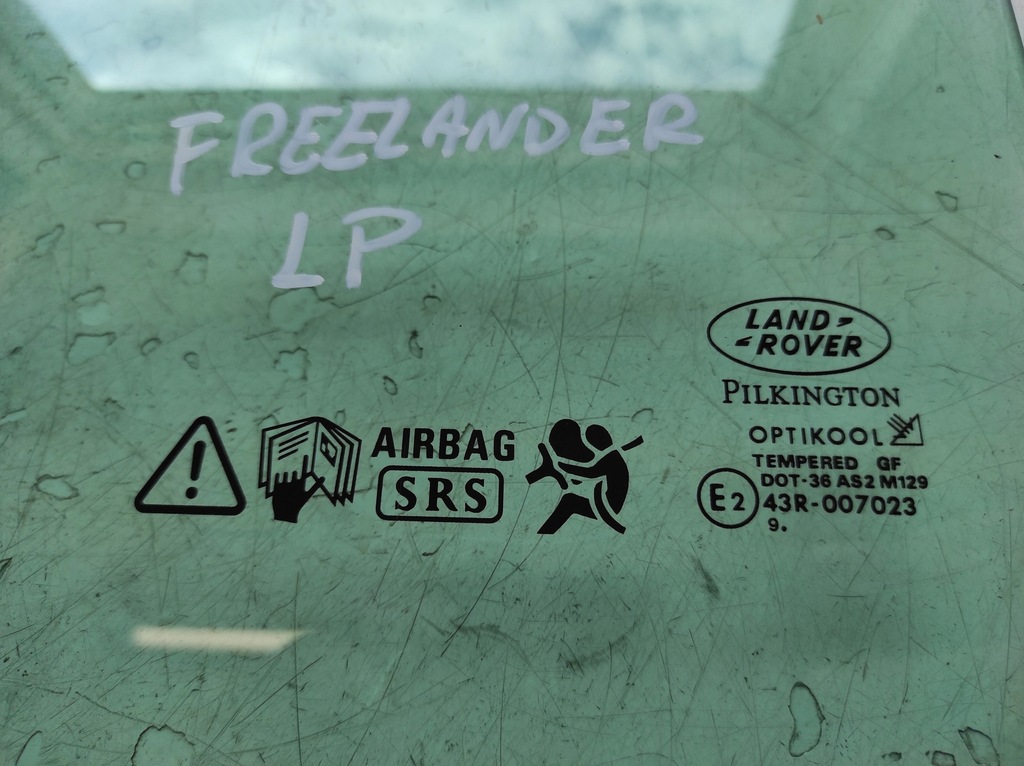 FREELANDER
LP
LAND
ROVER
PILKINGTON
OPTIKOOL
AIRBAG
SRS
TEMPERED GF
DOT-36 AS2 M129
E2 43R-007023
9.